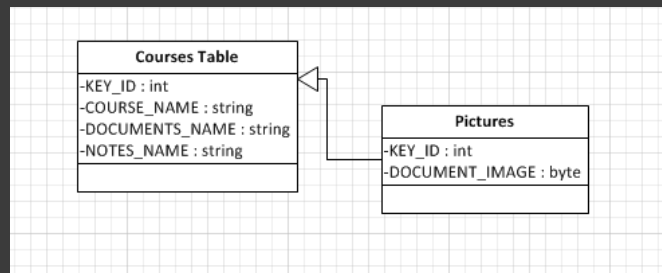 Courses Table
-KEY_ID : int
-COURSE_NAME : string
-DOCUMENTS_NAME : string
-NOTES_NAME : string
Pictures
-KEY_ID : int
-DOCUMENT_IMAGE : byte